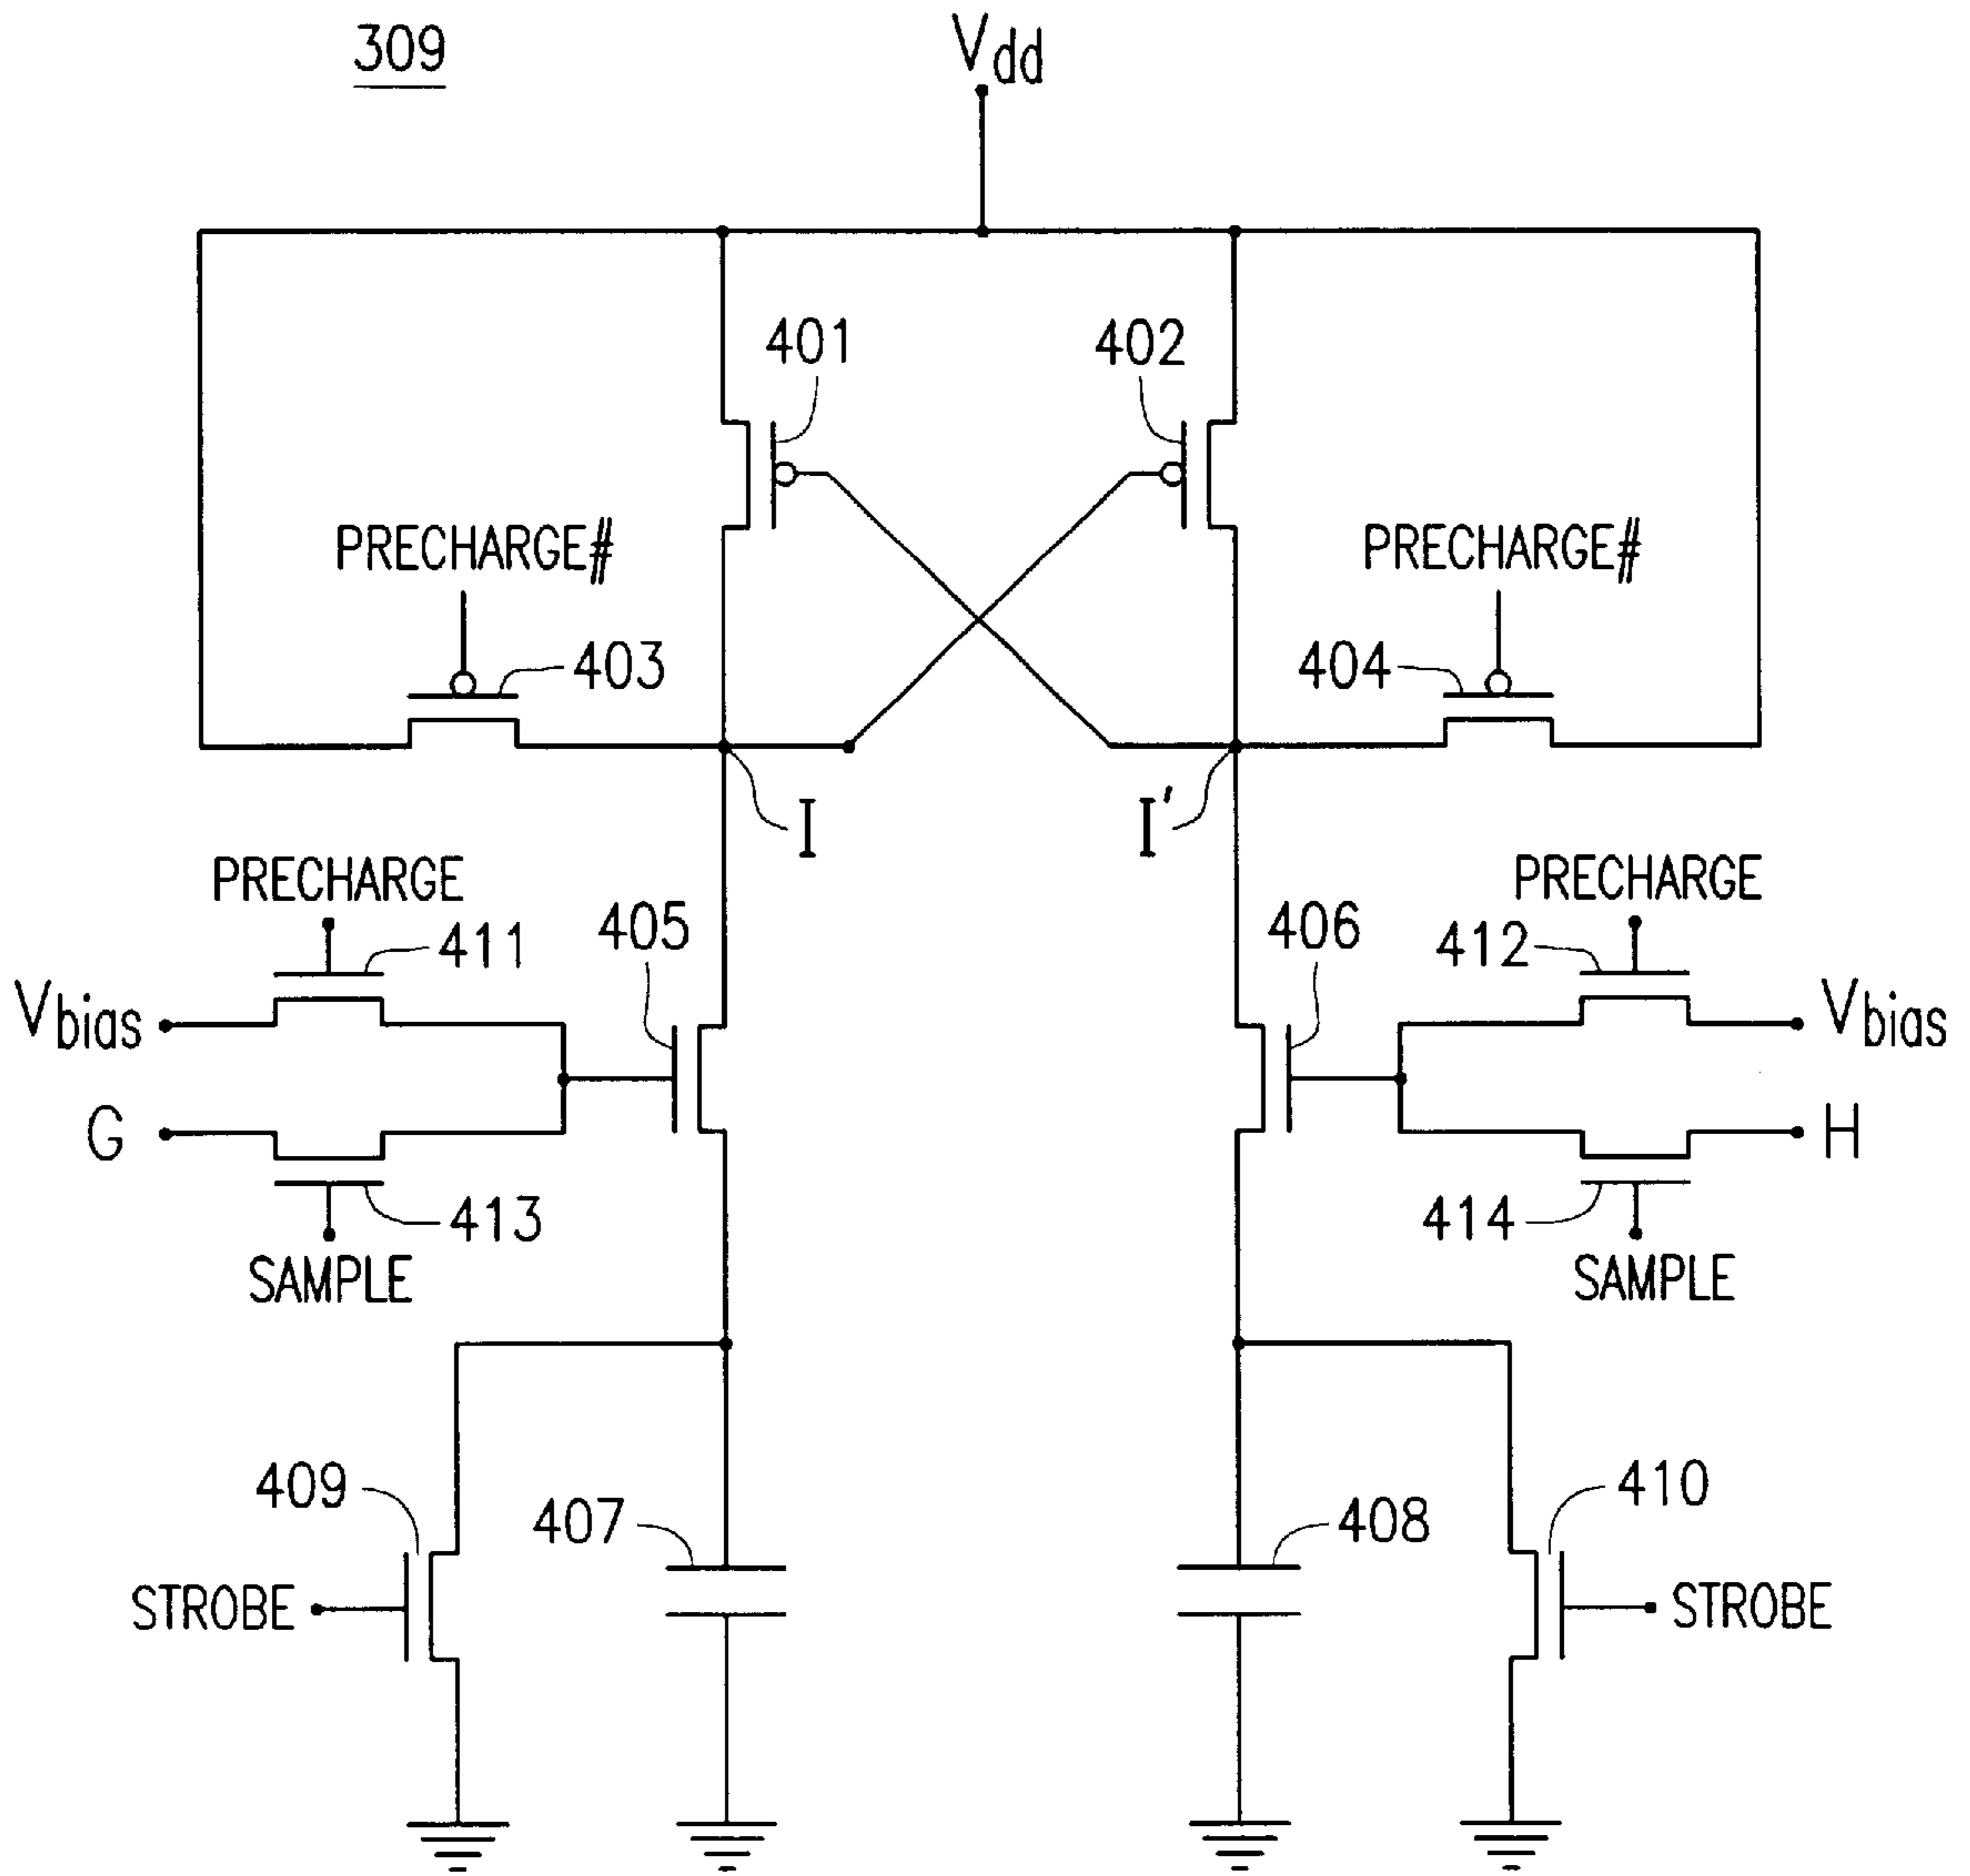 309
Vdd
401
402
PRECHARGE#
PRECHARGE#
403
404
I
I′
PRECHARGE
PRECHARGE
411
405
406
412
Vbias
Vbias
G
H
413
414
SAMPLE
SAMPLE
409
407
408
410
STROBE
STROBE